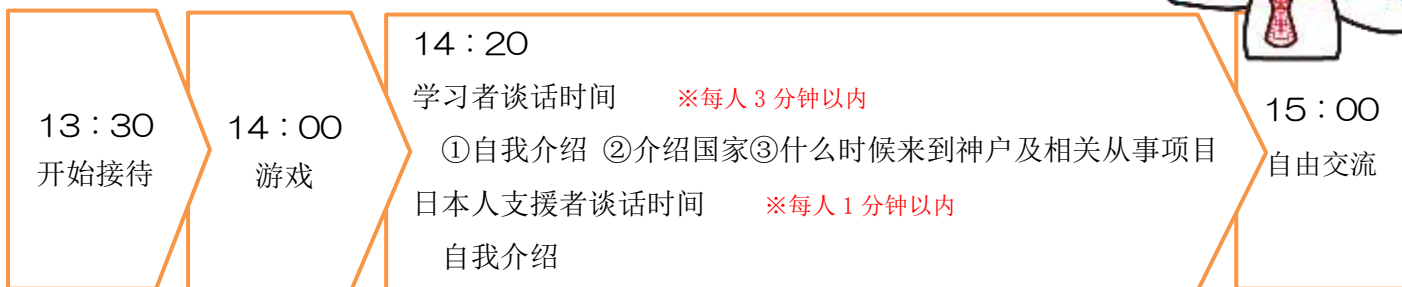 13：30
开始接待
14：00
游戏
14：20
学习者谈话时间　　※每人 3 分钟以内
①自我介绍 ②介绍国家③什么时候来到神户及相关从事项目
日本人支援者谈话时间　　※每人 1 分钟以内
自我介绍
15：00
自由交流